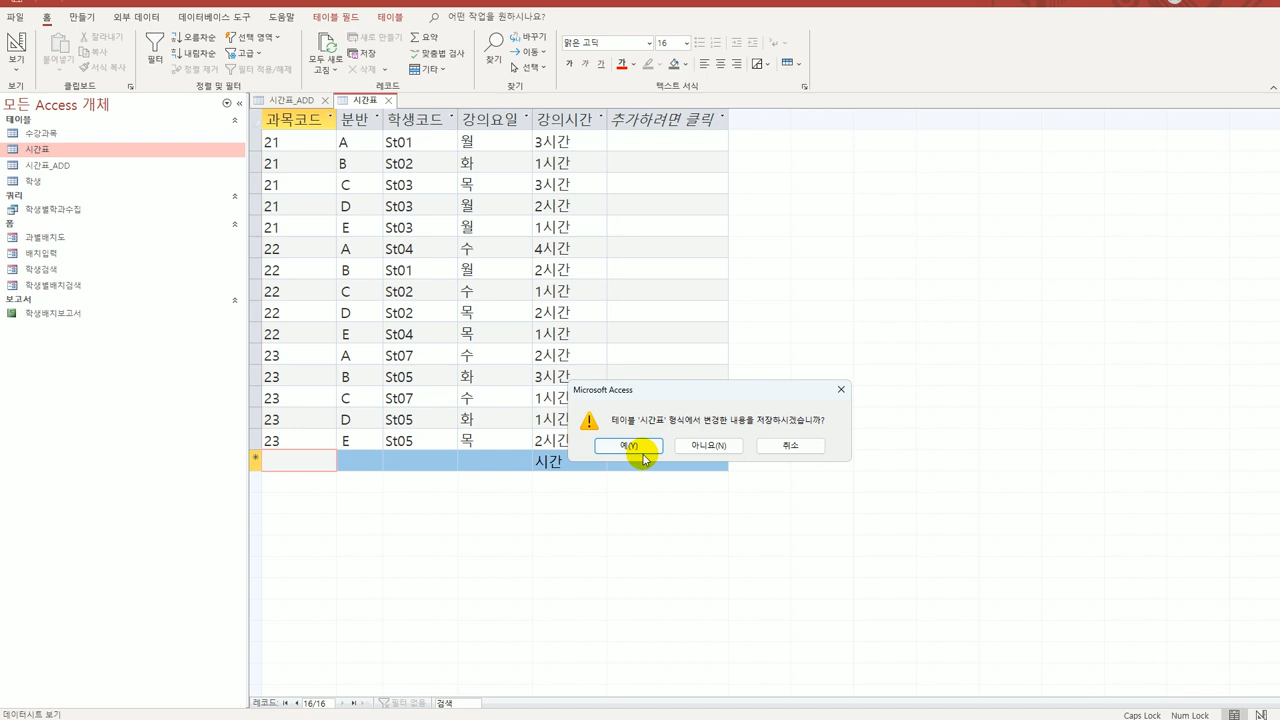 파일 홈 만들기 외부 데이터 데이터베이스 도구 도움말 테이블 필드 테이블 어떤 작업을 원하시나요?
보기
붙여넣기
잘라내기
복사
서식 복사
필터
오름차순
내림차순
정렬 제거
선택 영역
고급
필터 적용/해제
모두 새로 고침
새로 만들기
저장
삭제
요약
맞춤법 검사
기타
찾기
바꾸기
이동
선택
맑은 고딕 16
가 가 가 가
보기 클립보드 정렬 및 필터 레코드 찾기 텍스트 서식
모든 Access 개체
테이블
수강과목
시간표
시간표_ADD
학생
쿼리
학생별학과수집
폼
과별배치도
배치입력
학생검색
학생별배치검색
보고서
학생배치보고서
시간표_ADD 시간표
과목코드 분반 학생코드 강의요일 강의시간 추가하려면 클릭
21 A St01 월 3시간
21 B St02 화 1시간
21 C St03 목 3시간
21 D St03 월 2시간
21 E St03 월 1시간
22 A St04 수 4시간
22 B St01 월 2시간
22 C St02 수 1시간
22 D St02 목 2시간
22 E St04 목 1시간
23 A St07 수 2시간
23 B St05 화 3시간
23 C St07 수 1시간
23 D St05 화 1시간
23 E St05 목 2시간
* 시간
Microsoft Access
테이블 '시간표' 형식에서 변경한 내용을 저장하시겠습니까?
예(Y) 아니요(N) 취소
레코드: 16/16 필터 없음 검색
데이터시트 보기 Caps Lock Num Lock